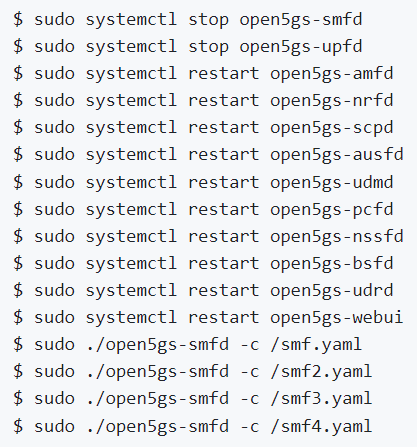 $ sudo systemctl stop open5gs-smfd
$ sudo systemctl stop open5gs-upfd
$ sudo systemctl restart open5gs-amfd
$ sudo systemctl restart open5gs-nrfd
$ sudo systemctl restart open5gs-scpd
$ sudo systemctl restart open5gs-ausfd
$ sudo systemctl restart open5gs-udmd
$ sudo systemctl restart open5gs-pcfd
$ sudo systemctl restart open5gs-nssfd
$ sudo systemctl restart open5gs-bsfd
$ sudo systemctl restart open5gs-udrd
$ sudo systemctl restart open5gs-webui
$ sudo ./open5gs-smfd -c /smf.yaml
$ sudo ./open5gs-smfd -c /smf2.yaml
$ sudo ./open5gs-smfd -c /smf3.yaml
$ sudo ./open5gs-smfd -c /smf4.yaml